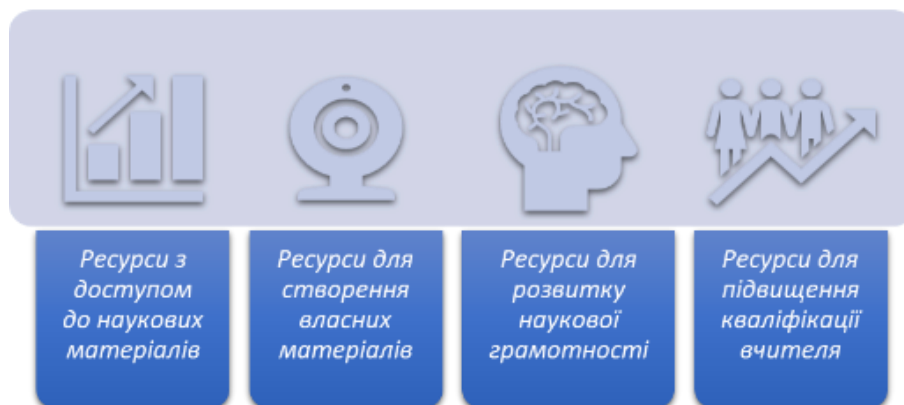 Ресурси з
доступом
до наукових
матеріалів
Ресурси для
створення
власних
матеріалів
Ресурси для
розвитку
наукової
грамотності
Ресурси для
підвищення
кваліфікації
вчителя